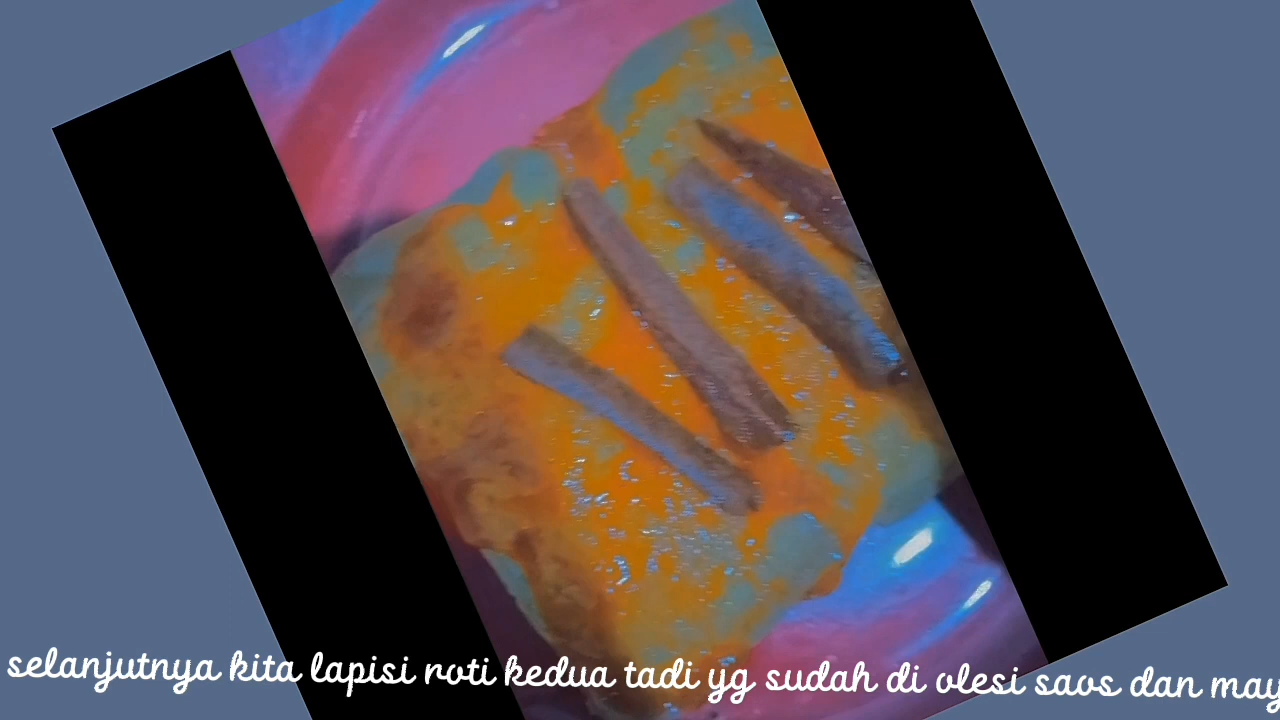 selanjutnya kita lapisi roti kedua tadi yg sudah di olesi saos dan may